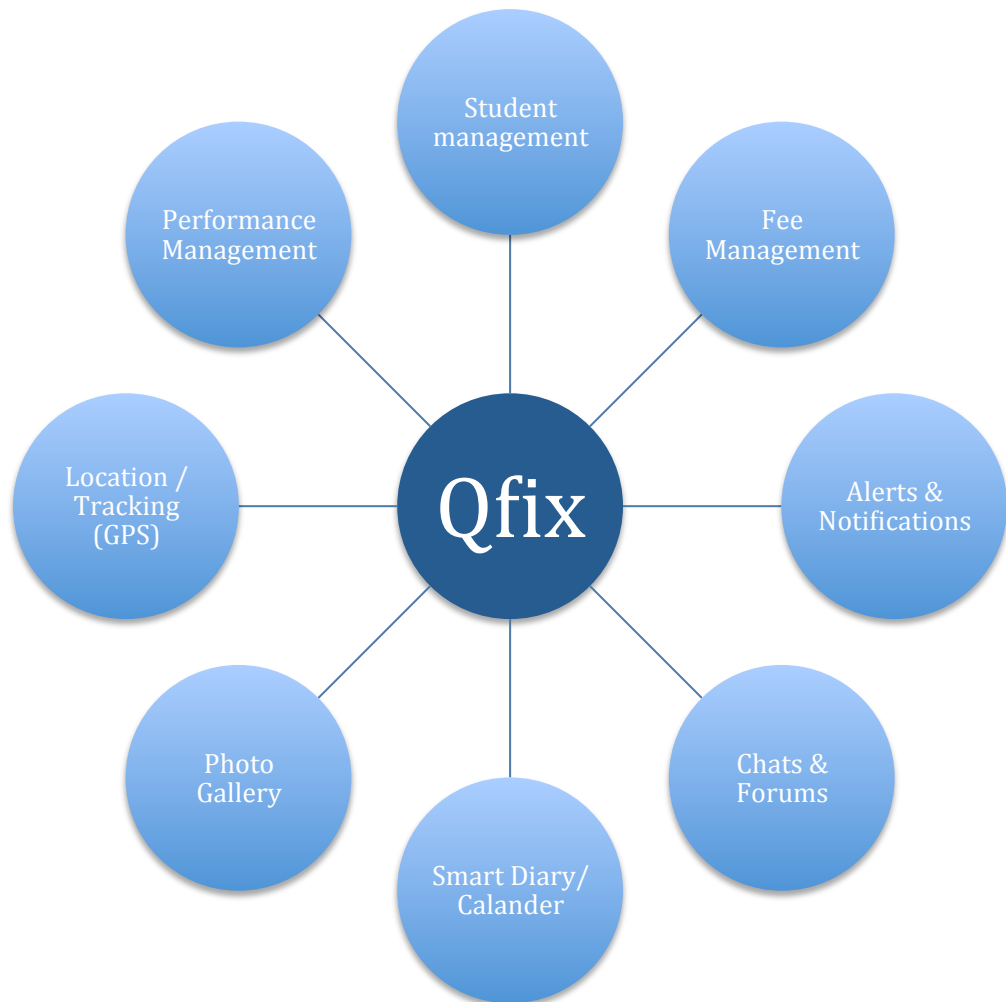 Student
management
Performance
Management
Fee
Management
Location /
Tracking
(GPS)
Qfix
Alerts &
Notifications
Photo
Gallery
Chats &
Forums
Smart Diary/
Calander